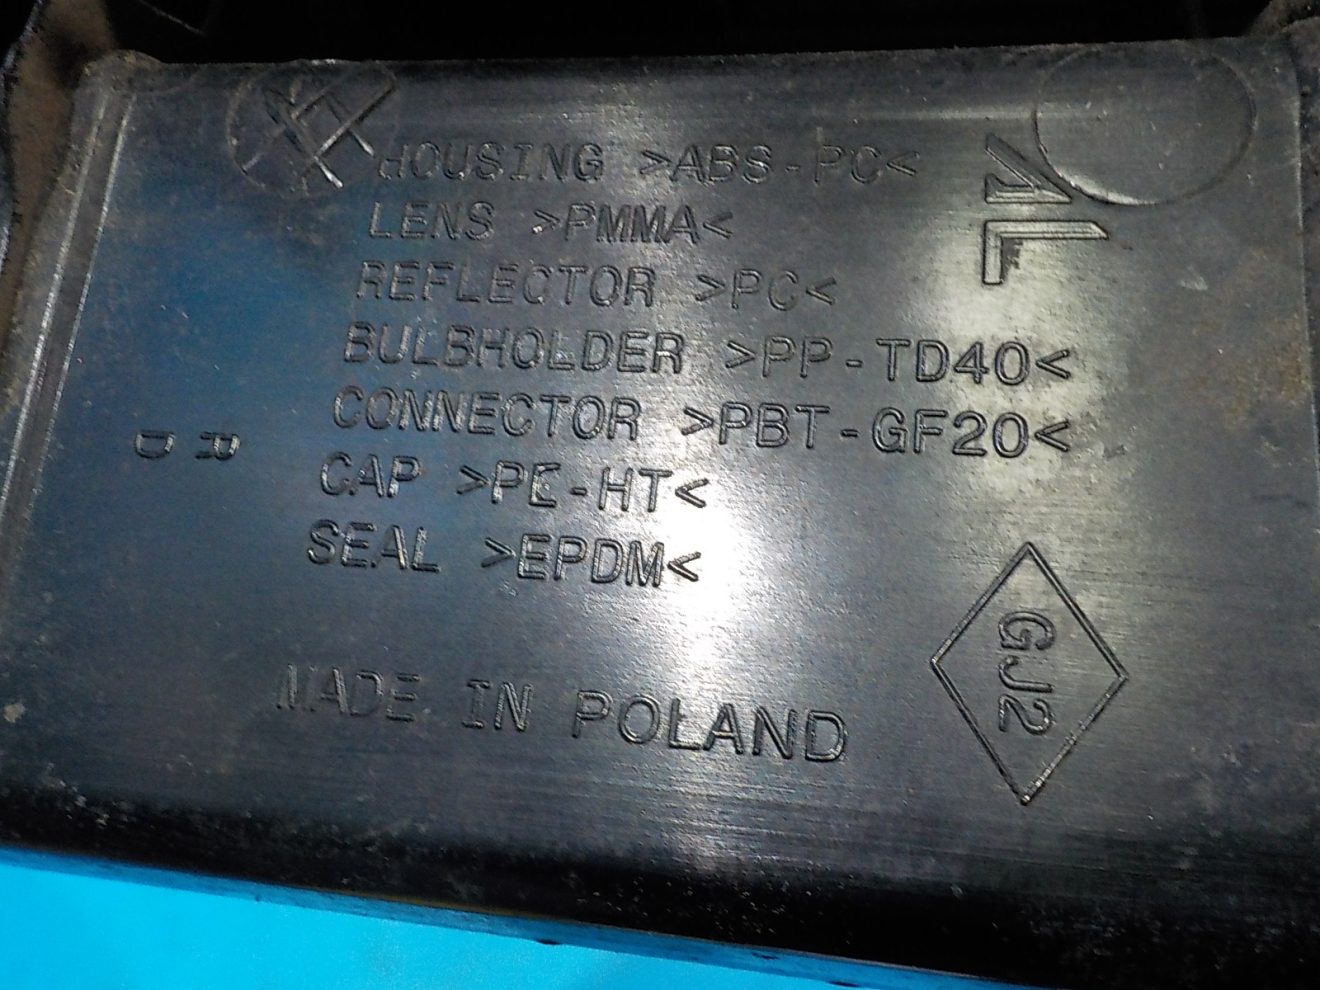 HOUSING >ABS-PC<
LENS >PMMA<
REFLECTOR >PC<
BULBHOLDER >PP-TD40<
CONNECTOR >PBT-GF20<
CAP >PE-HT<
SEAL >EPDM<
MADE IN POLAND
R
D
AL
GJ2